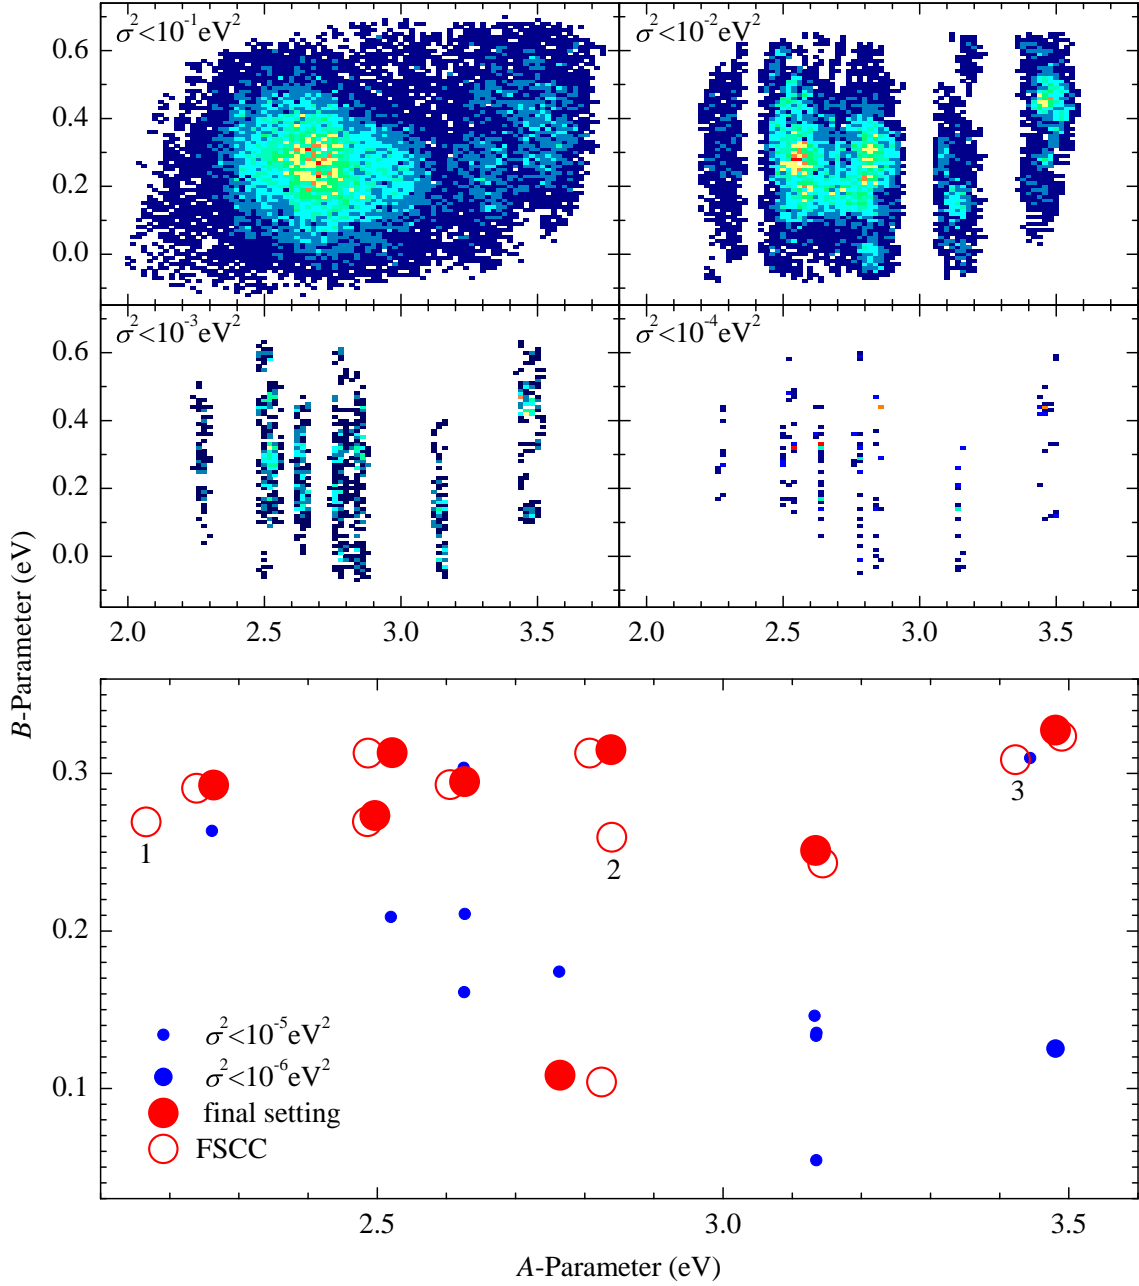 σ²<10⁻¹eV²
σ²<10⁻²eV²
0.6
0.4
0.2
0.0
σ²<10⁻³eV²
σ²<10⁻⁴eV²
0.6
0.4
0.2
0.0
2.0 2.5 3.0 3.5 2.0 2.5 3.0 3.5
B-Parameter (eV)
0.3
0.2
0.1
1
2
3
σ²<10⁻⁵eV²
σ²<10⁻⁶eV²
final setting
FSCC
2.5 3.0 3.5
A-Parameter (eV)